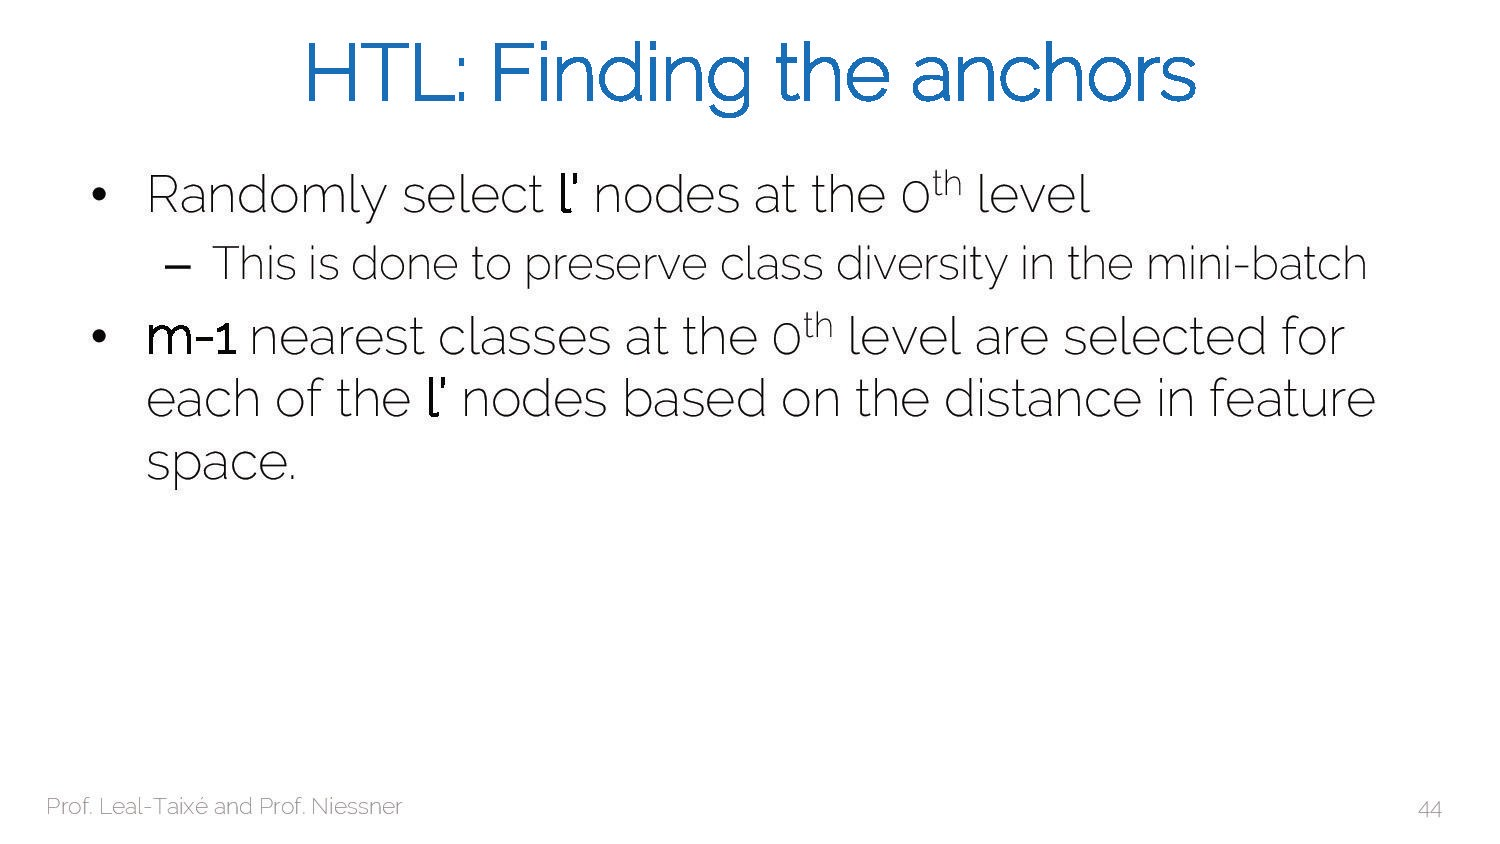 HTL: Finding the anchors
• Randomly select l' nodes at the 0th level
– This is done to preserve class diversity in the mini-batch
• m-1 nearest classes at the 0th level are selected for
each of the l' nodes based on the distance in feature
space.
Prof. Leal-Taixé and Prof. Niessner
44